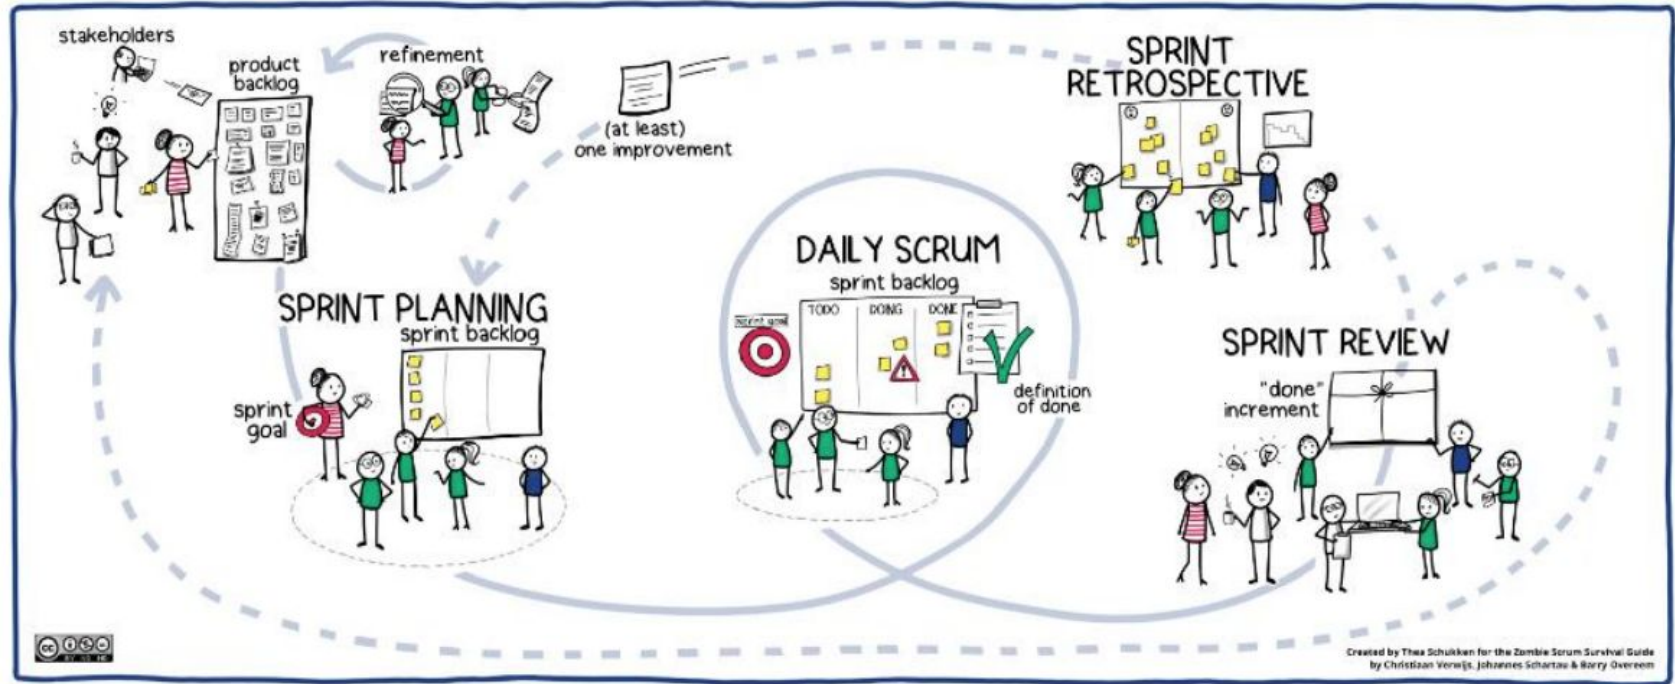 stakeholders
product
backlog
refinement
(at least)
one improvement
SPRINT
RETROSPECTIVE
SPRINT PLANNING
sprint backlog
sprint
goal
DAILY SCRUM
sprint backlog
sprint goal
TODO DOING DONE
definition
of done
SPRINT REVIEW
"done"
increment
cc
Created by Thea Schukken for the Zombie Scrum Survival Guide
by Christiaan Verwijs, Johannes Schartau & Barry Overeem